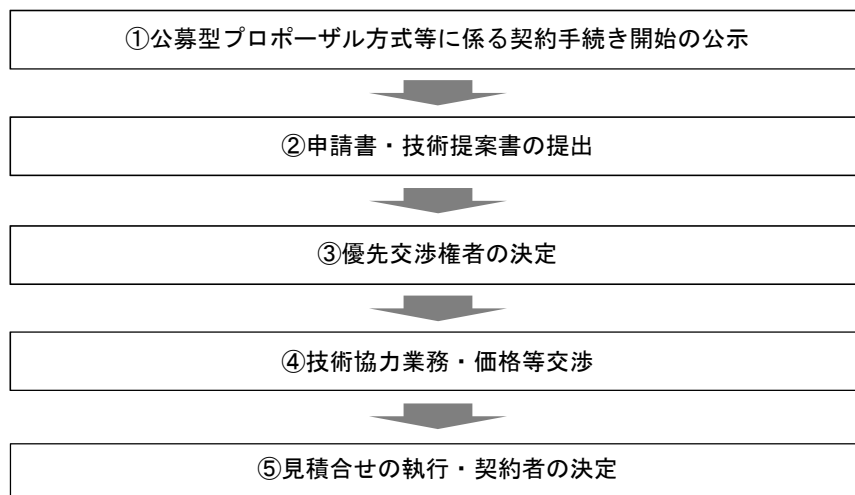 ①公募型プロポーザル方式等に係る契約手続き開始の公示
②申請書・技術提案書の提出
③優先交渉権者の決定
④技術協力業務・価格等交渉
⑤見積合せの執行・契約者の決定